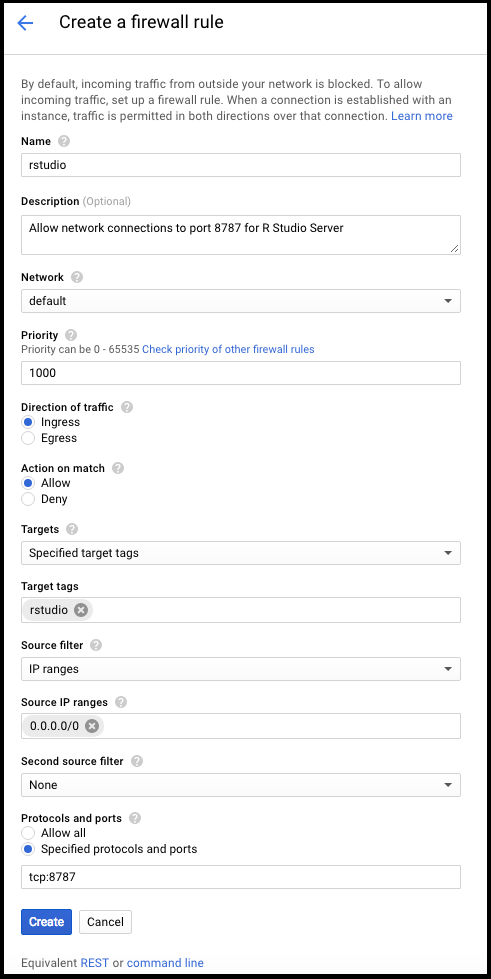 Create a firewall rule
By default, incoming traffic from outside your network is blocked. To allow
incoming traffic, set up a firewall rule. When a connection is established with an
instance, traffic is permitted in both directions over that connection. Learn more
Name
rstudio
Description (Optional)
Allow network connections to port 8787 for R Studio Server
Network
default
Priority
Priority can be 0 - 65535 Check priority of other firewall rules
1000
Direction of traffic
Ingress
Egress
Action on match
Allow
Deny
Targets
Specified target tags
Target tags
rstudio
Source filter
IP ranges
Source IP ranges
0.0.0.0/0
Second source filter
None
Protocols and ports
Allow all
Specified protocols and ports
tcp:8787
Create Cancel
Equivalent REST or command line